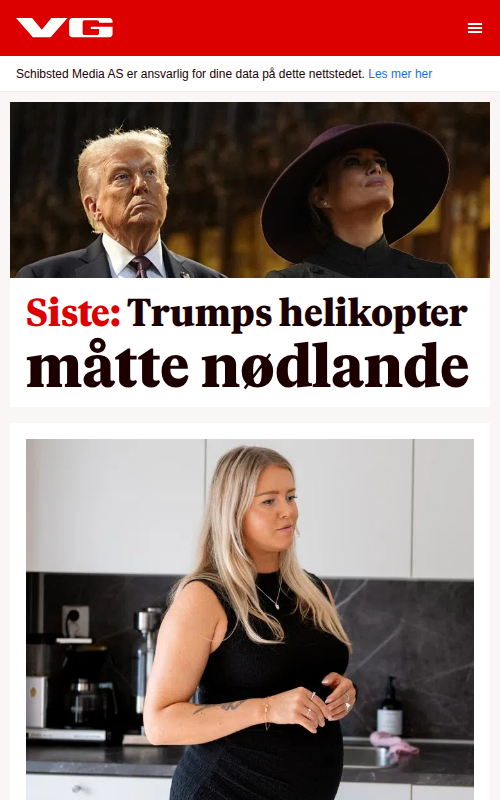 VG
Schibsted Media AS er ansvarlig for dine data på dette nettstedet. Les mer her
Siste: Trumps helikopter
måtte nødlande